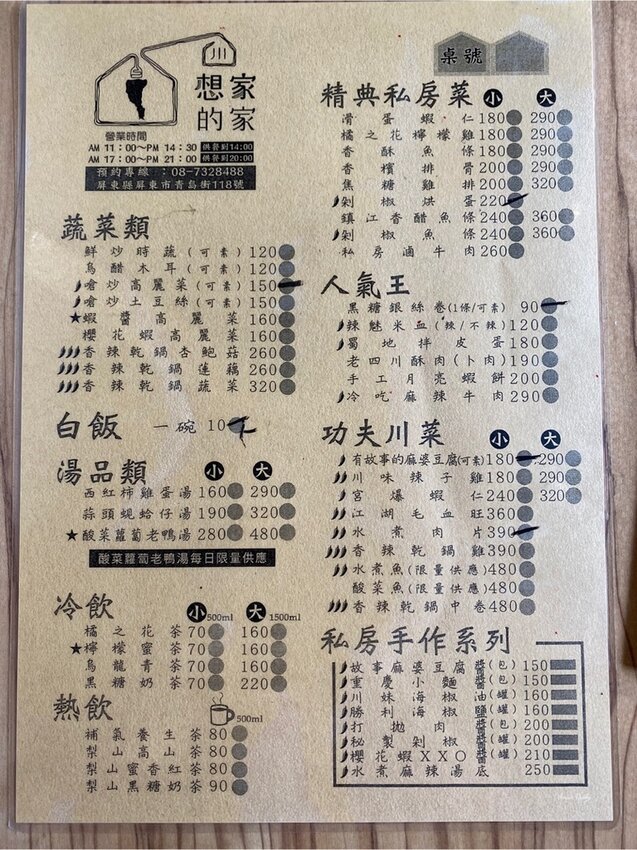 川
想家
的家
營業時間
AM 11：00～PM 14：30 供餐到14:00
AM 17：00～PM 21：00 供餐到20:00
預約專線：08-7328488
屏東縣屏東市青島街118號
蔬菜類
鮮炒時蔬(可素) 120
烏醋木耳(可素) 120
嗆炒高麗菜(可素) 150
嗆炒土豆絲(可素) 150
★蝦醬高麗菜 160
櫻花蝦高麗菜 160
香辣乾鍋杏鮑菇 260
香辣乾鍋蓮藕 260
香辣乾鍋蔬菜 320
白飯 一碗 10
湯品類 小 大
西紅柿雞蛋湯 160 290
蒜頭蜆蛤仔湯 190 320
★酸菜蘿蔔老鴨湯 280 480
酸菜蘿蔔老鴨湯每日限量供應
冷飲 小 500ml 大 1500ml
橘之花茶 70 160
★檸檬蜜茶 70 160
烏龍青茶 70 160
黑糖奶茶 70 220
熱飲 500ml
補氣養生茶 80
梨山高山茶 80
梨山蜜香紅茶 80
梨山黑糖奶茶 90
桌號
精典私房菜 小 大
滑蛋蝦仁 180 290
橘之花檸檬雞 180 290
香酥魚條 180 290
香檳排骨 200 290
焦糖雞排 200 320
剁椒烘蛋 220
鎮江香醋魚條 240 360
剁椒魚條 240 360
私房滷牛肉 260
人氣王
黑糖銀絲卷(1條/可素) 90
辣魅米血(辣/不辣) 120
蜀地拌皮蛋 180
老四川酥肉(卜肉) 190
手工月亮蝦餅 200
冷吃麻辣牛肉 290
功夫川菜 小 大
有故事的麻婆豆腐(可素) 180 290
川味辣子雞 180 290
宮爆蝦仁 240 320
江湖毛血旺 360
水煮肉片 390
香辣乾鍋雞 390
水煮魚(限量供應) 480
酸菜魚(限量供應) 480
香辣乾鍋中卷 480
私房手作系列
故事麻婆豆腐醬(包) 150
重慶小麵醬(包) 150
川妹海椒油(罐) 160
勝利海椒鹽(罐) 160
打拋肉醬(包) 200
秘製剁椒醬(罐) 200
櫻花蝦XXO醬(罐) 210
水煮麻辣湯底 250